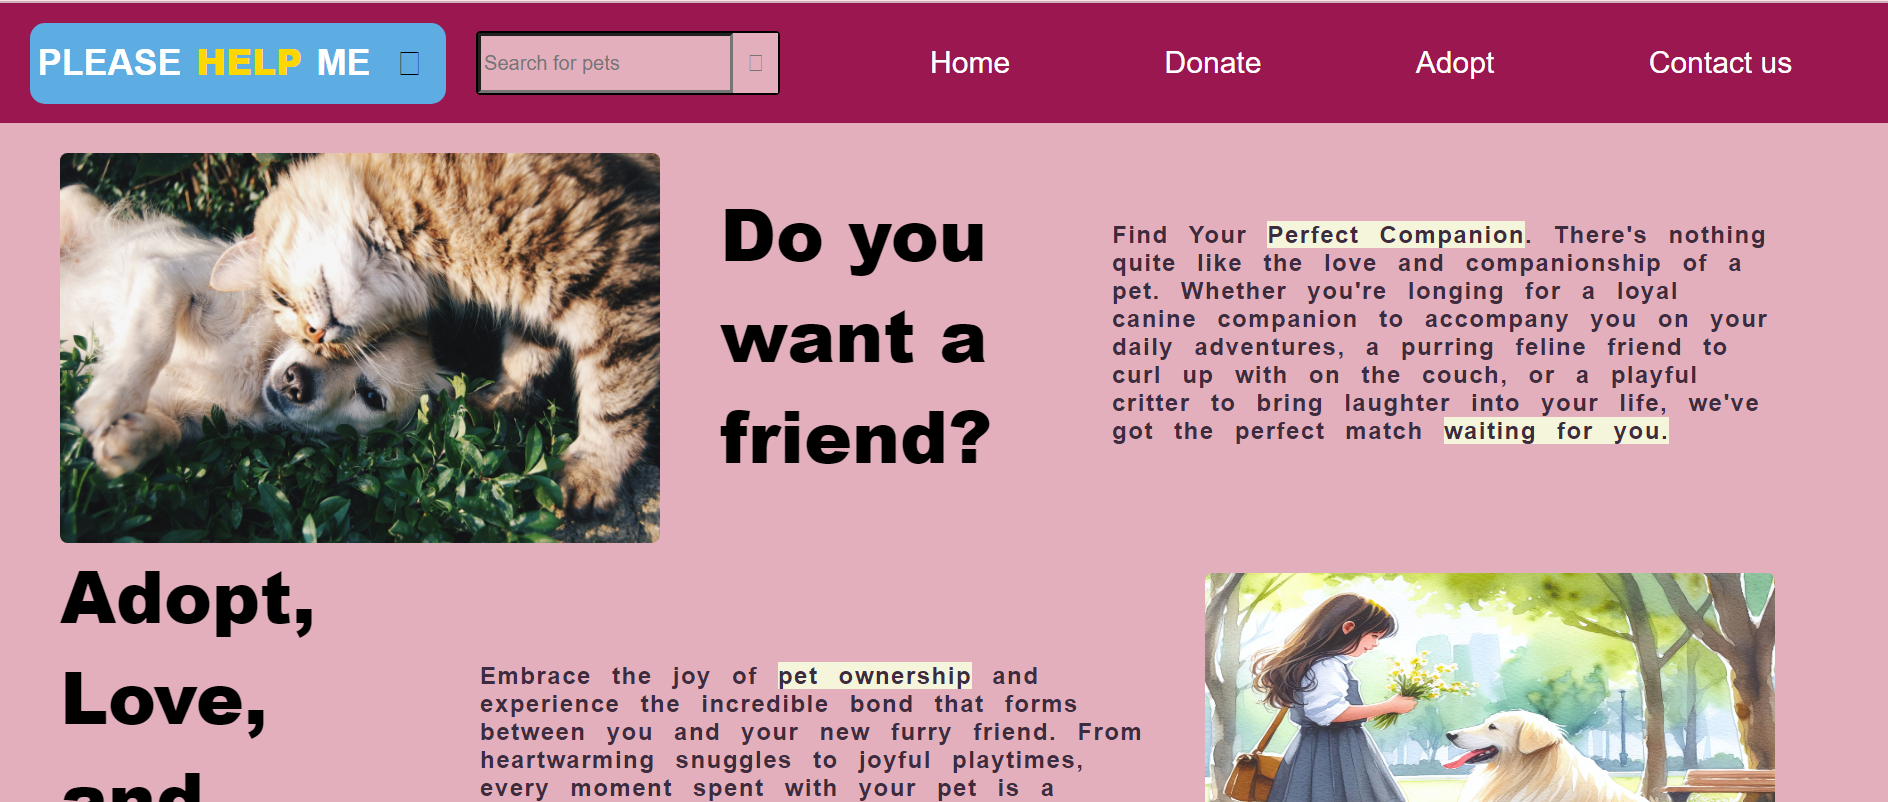 PLEASE HELP ME
Search for pets
Home
Donate
Adopt
Contact us
Do you
want a
friend?
Find Your Perfect Companion. There's nothing
quite like the love and companionship of a
pet. Whether you're longing for a loyal
canine companion to accompany you on your
daily adventures, a purring feline friend to
curl up with on the couch, or a playful
critter to bring laughter into your life, we've
got the perfect match waiting for you.
Adopt,
Love,
and
Embrace the joy of pet ownership and
experience the incredible bond that forms
between you and your new furry friend. From
heartwarming snuggles to joyful playtimes,
every moment spent with your pet is a